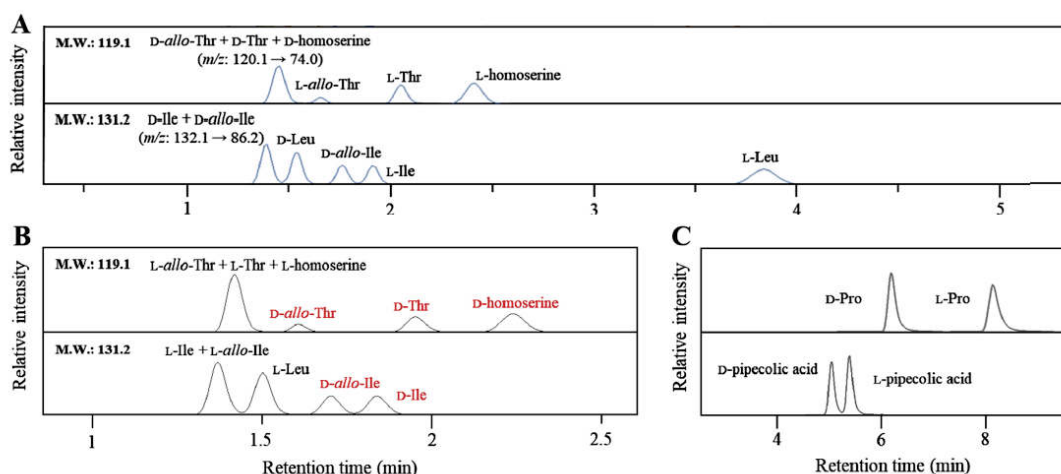 A
Relative intensity
M.W.: 119.1
D-allo-Thr + D-Thr + D-homoserine
(m/z: 120.1 → 74.0)
L-allo-Thr
L-Thr
L-homoserine
M.W.: 131.2
D-Ile + D-allo-Ile
(m/z: 132.1 → 86.2)
D-Leu
D-allo-Ile
L-Ile
L-Leu
1 2 3 4 5
B
Relative intensity
M.W.: 119.1
L-allo-Thr + L-Thr + L-homoserine
D-allo-Thr
D-Thr
D-homoserine
M.W.: 131.2
L-Ile + L-allo-Ile
L-Leu
D-allo-Ile
D-Ile
1 1.5 2 2.5
Retention time (min)
C
Relative intensity
D-Pro
L-Pro
D-pipecolic acid
L-pipecolic acid
4 6 8
Retention time (min)